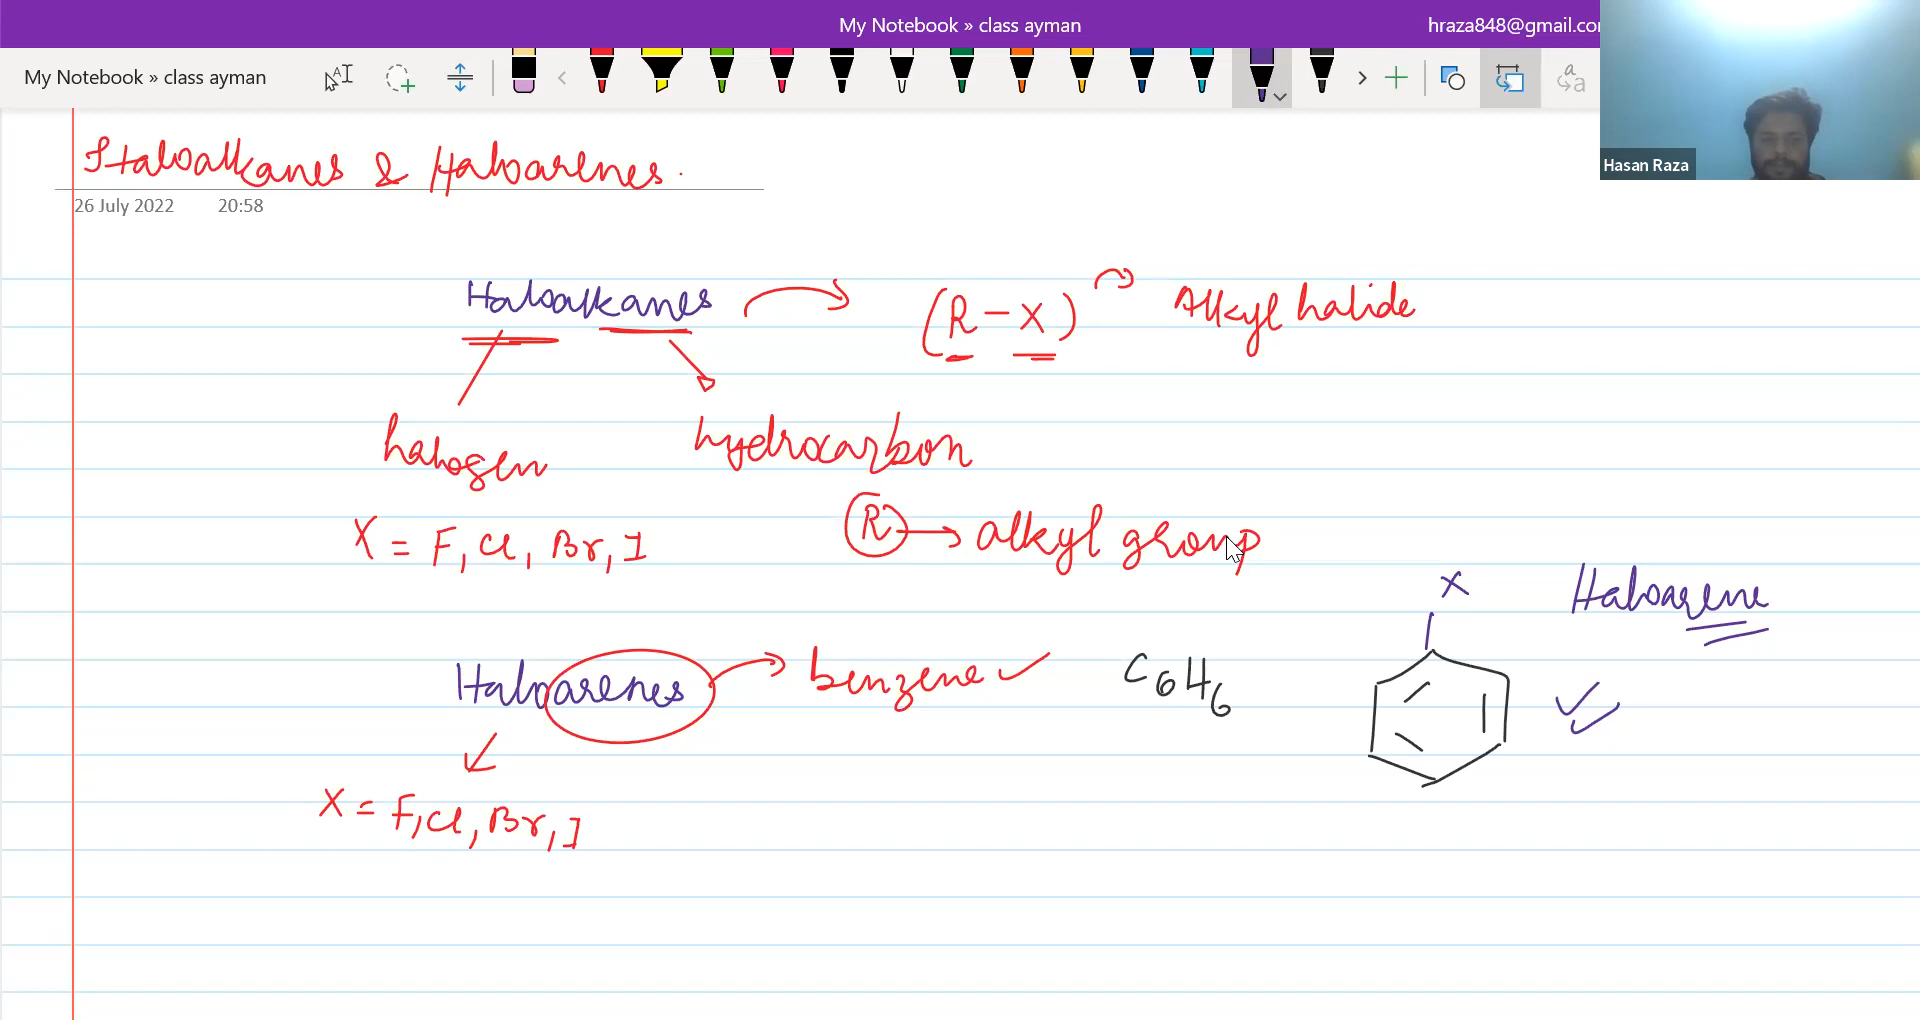 My Notebook » class ayman
hraza848@gmail.co
My Notebook » class ayman
Hasan Raza
Haloalkanes & Haloarenes.
26 July 2022 20:58
Haloalkanes (R-X) Alkyl halide
halogen hydrocarbon
X = F, Cl, Br, I R → alkyl group
X Haloarene
Haloarenes → benzene ✓ C6H6
X = F, Cl, Br, I